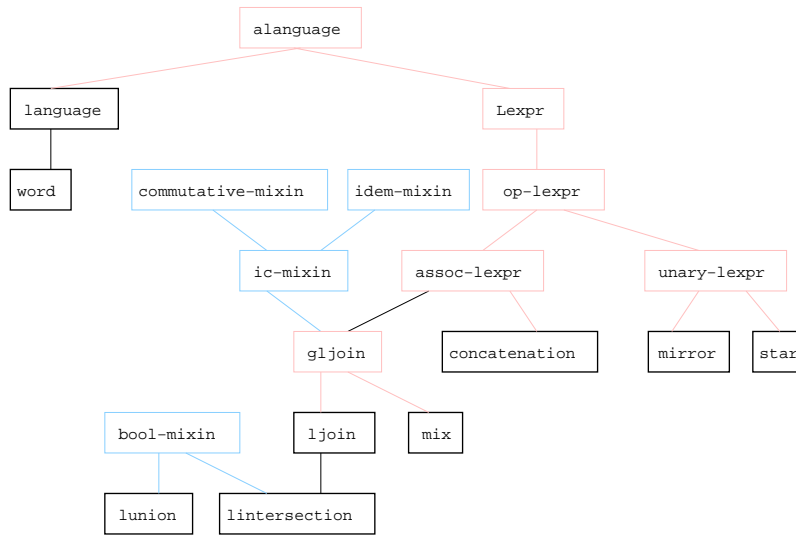 alanguage
language Lexpr
word commutative-mixin idem-mixin op-lexpr
ic-mixin assoc-lexpr unary-lexpr
gljoin concatenation mirror star
bool-mixin ljoin mix
lunion lintersection